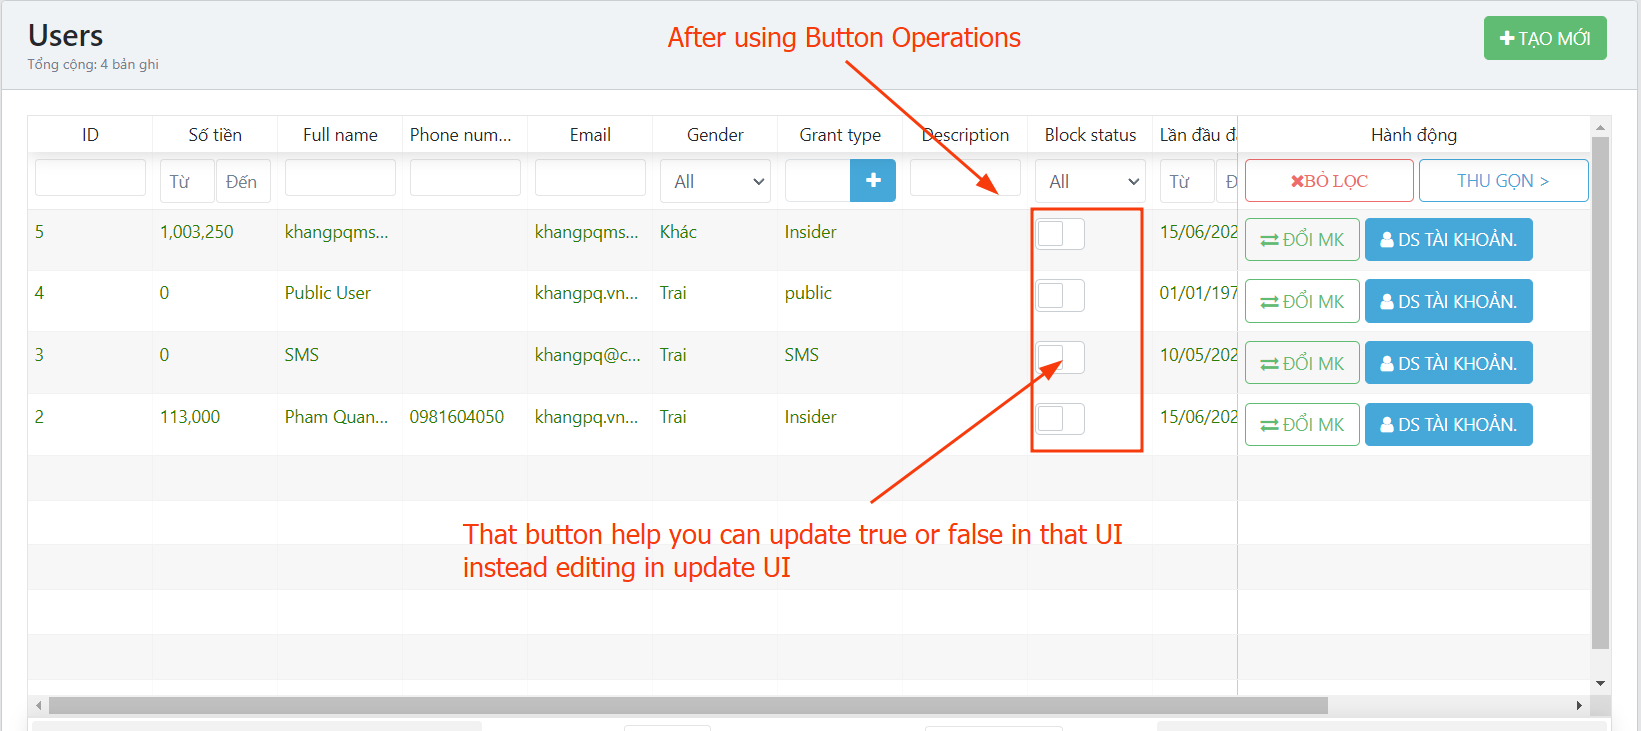 Users
Tổng cộng: 4 bản ghi
After using Button Operations
TẠO MỚI
ID Số tiền Full name Phone num... Email Gender Grant type Description Block status Lần đầu đ Hành động
Từ Đến All All Từ Đ BỎ LỌC THU GỌN >
5 1,003,250 khangpqms... khangpqms... Khác Insider 15/06/202 ĐỔI MK DS TÀI KHOẢN.
4 0 Public User khangpq.vn... Trai public 01/01/197 ĐỔI MK DS TÀI KHOẢN.
3 0 SMS khangpq@c... Trai SMS 10/05/202 ĐỔI MK DS TÀI KHOẢN.
2 113,000 Pham Quan... 0981604050 khangpq.vn... Trai Insider 15/06/202 ĐỔI MK DS TÀI KHOẢN.
That button help you can update true or false in that UI
instead editing in update UI